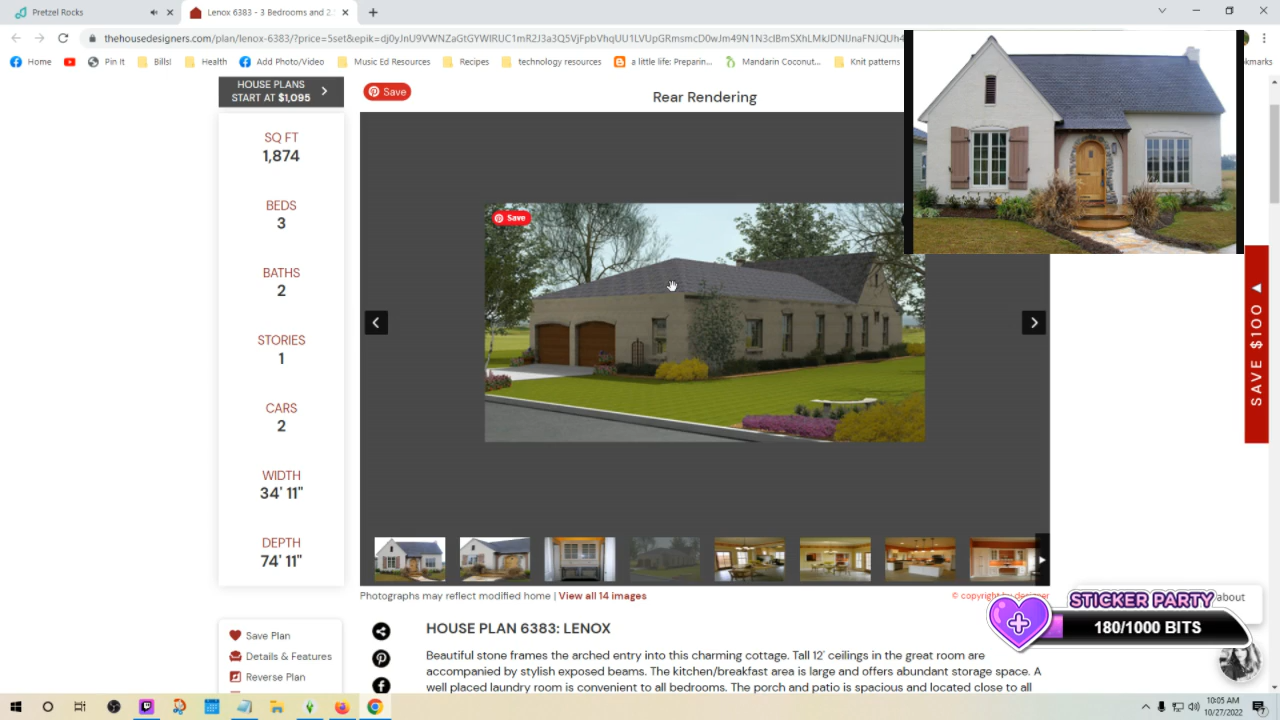 Pretzel Rocks
Lenox 6383 - 3 Bedrooms and 2.
thehousedesigners.com/plan/lenox-6383/?price=5set&epik=
Home
Pin It
Bills!
Health
Add Photo/Video
Music Ed Resources
Recipes
technology resources
a little life: Preparin...
Mandarin Coconut...
Knit patterns
HOUSE PLANS
START AT $1,095
SQ FT
1,874
BEDS
3
BATHS
2
STORIES
1
CARS
2
WIDTH
34' 11"
DEPTH
74' 11"
Save Plan
Details & Features
Reverse Plan
Save
Rear Rendering
Save
Photographs may reflect modified home | View all 14 images
© copyright by designer
HOUSE PLAN 6383: LENOX
Beautiful stone frames the arched entry into this charming cottage. Tall 12' ceilings in the great room are
accompanied by stylish exposed beams. The kitchen/breakfast area is large and offers abundant storage space. A
well placed laundry room is convenient to all bedrooms. The porch and patio is spacious and located close to all
SAVE $100
about
STICKER PARTY
180/1000 BITS
10:05 AM
10/27/2022
7